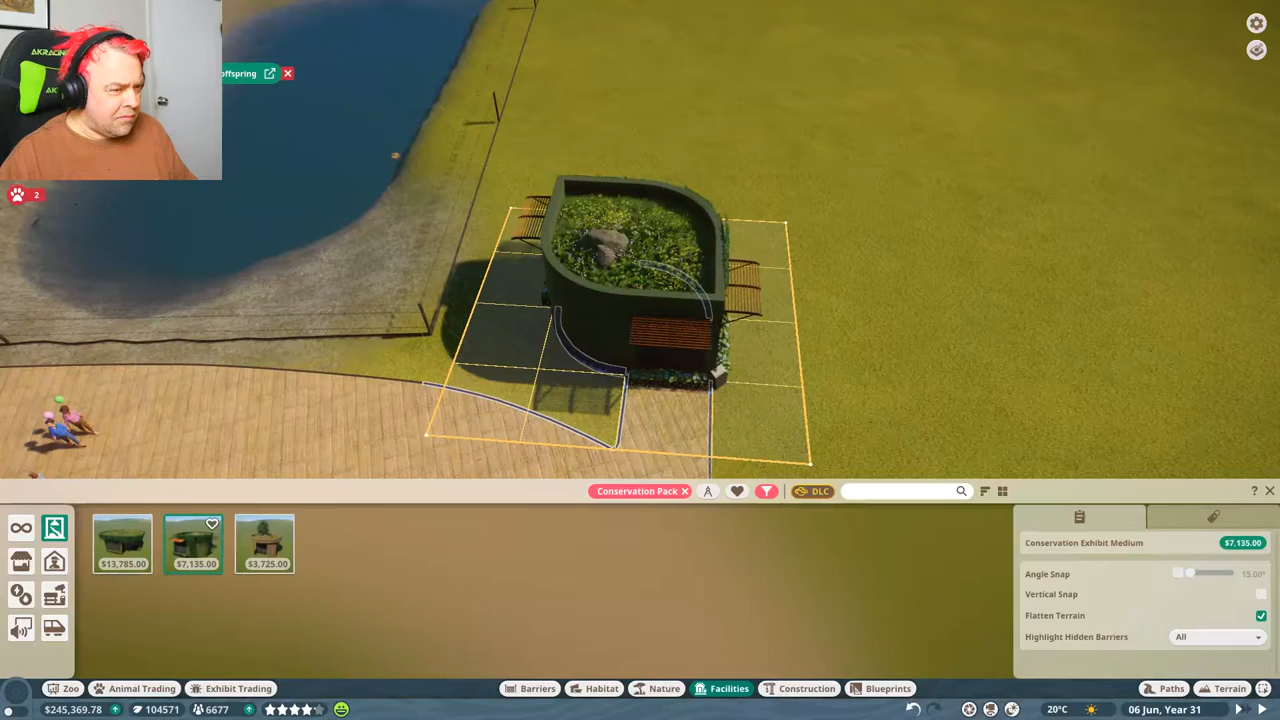 AKRACING
AK
offspring
2
Conservation Pack
DLC
?
$13,785.00
$7,135.00
$3,725.00
Conservation Exhibit Medium
$7,135.00
Angle Snap
15.00°
Vertical Snap
Flatten Terrain
Highlight Hidden Barriers
All
Zoo
Animal Trading
Exhibit Trading
Barriers
Habitat
Nature
Facilities
Construction
Blueprints
Paths
Terrain
$245,369.78
104571
6677
20°C
06 Jun, Year 31